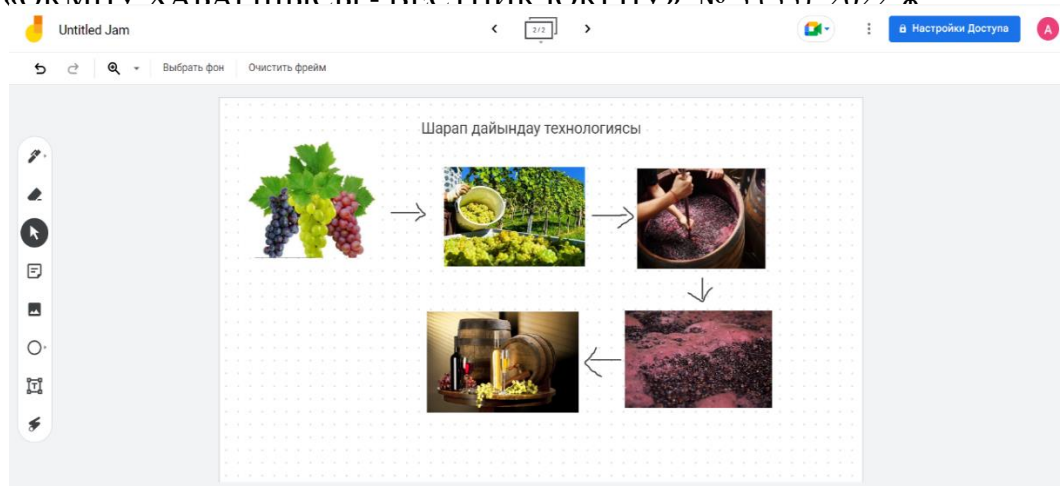 Untitled Jam
2/2
Настройки Доступа
A
Выбрать фон
Очистить фрейм
Шарап дайындау технологиясы